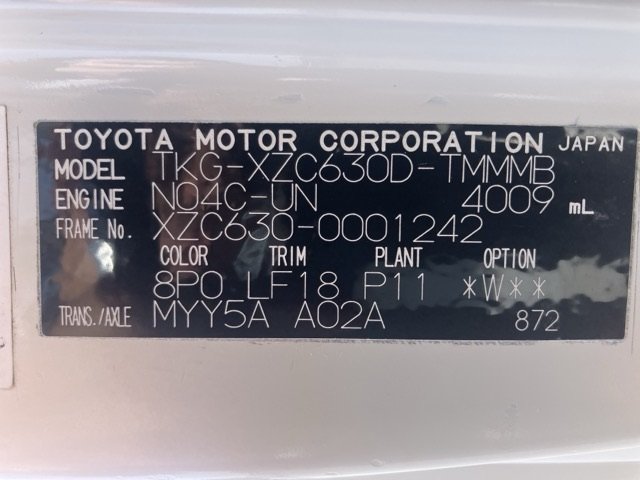 TOYOTA MOTOR CORPORATION JAPAN
MODEL TKG-XZC630D-TMMMB
ENGINE N04C-UN 4009 mL
FRAME No. XZC630-0001242
COLOR TRIM PLANT OPTION
8P0 LF18 P11 *W**
TRANS./AXLE MYY5A A02A 872